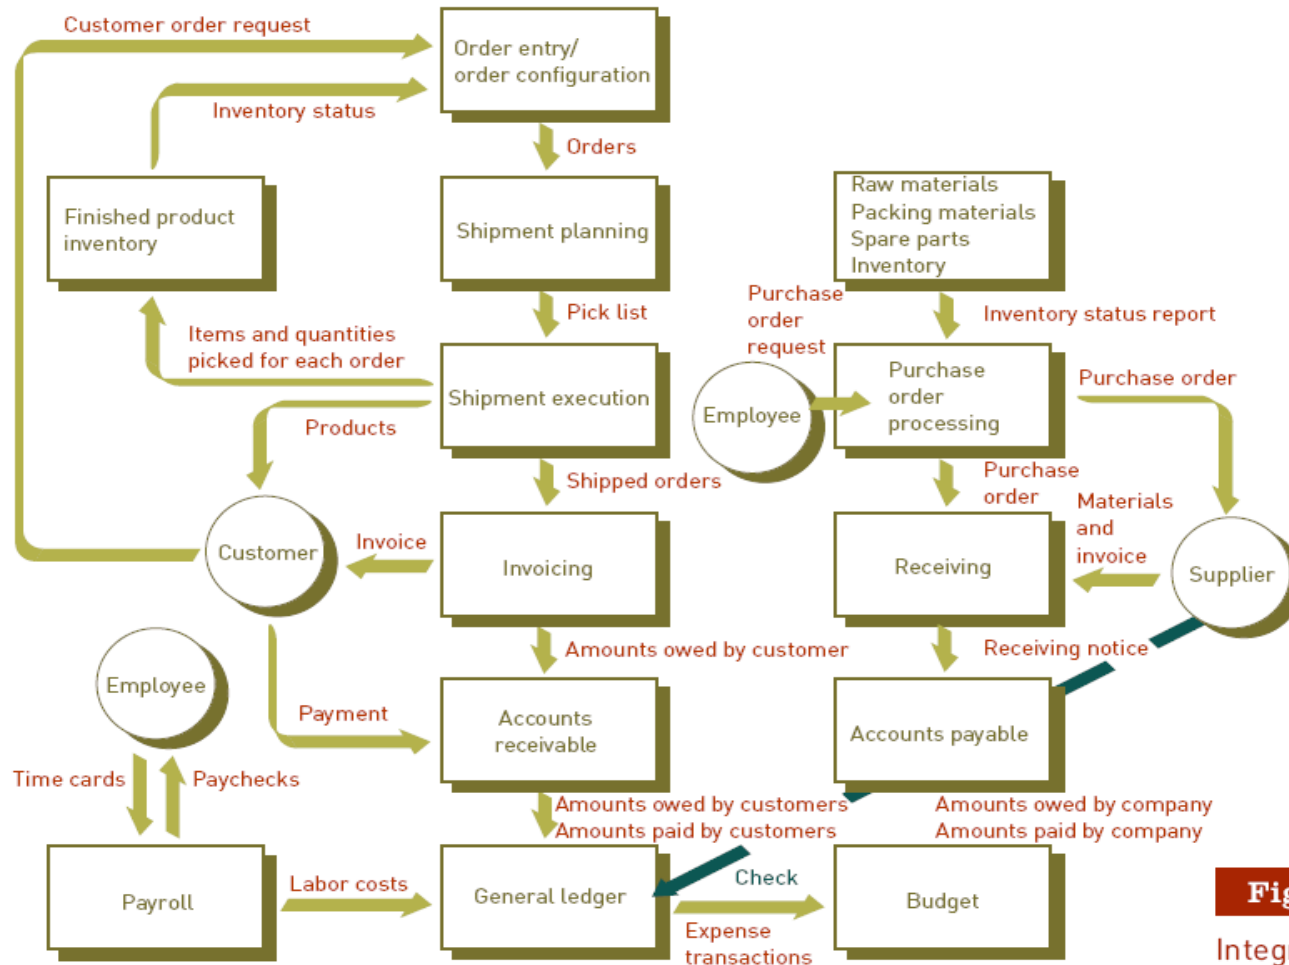 Customer order request
Order entry/
order configuration
Inventory status
Orders
Finished product
inventory
Shipment planning
Raw materials
Packing materials
Spare parts
Inventory
Pick list
Purchase
order
request
Inventory status report
Items and quantities
picked for each order
Shipment execution
Employee
Purchase
order
processing
Purchase order
Products
Shipped orders
Purchase
order
Materials
and
invoice
Customer
Invoice
Invoicing
Receiving
Supplier
Amounts owed by customer
Receiving notice
Employee
Payment
Accounts
receivable
Accounts payable
Time cards
Paychecks
Amounts owed by customers
Amounts paid by customers
Amounts owed by company
Amounts paid by company
Payroll
Labor costs
General ledger
Check
Expense
transactions
Budget
Fig
Integr